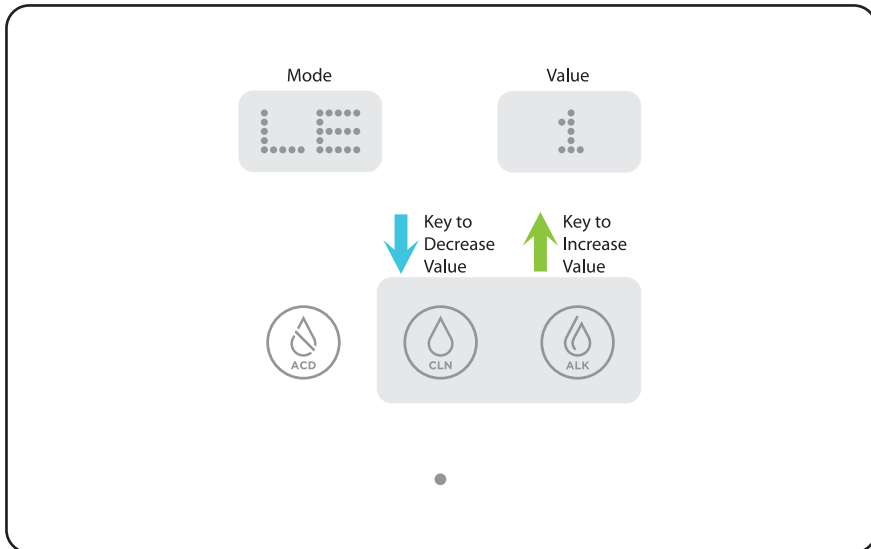 Mode
Value
LE
1
Key to
Decrease
Value
Key to
Increase
Value
ACD
CLN
ALK